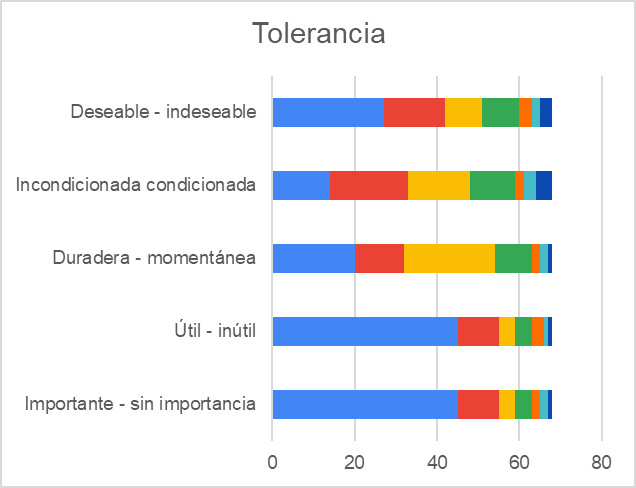 Tolerancia
Deseable - indeseable
Incondicionada condicionada
Duradera - momentánea
Útil - inútil
Importante - sin importancia
0 20 40 60 80